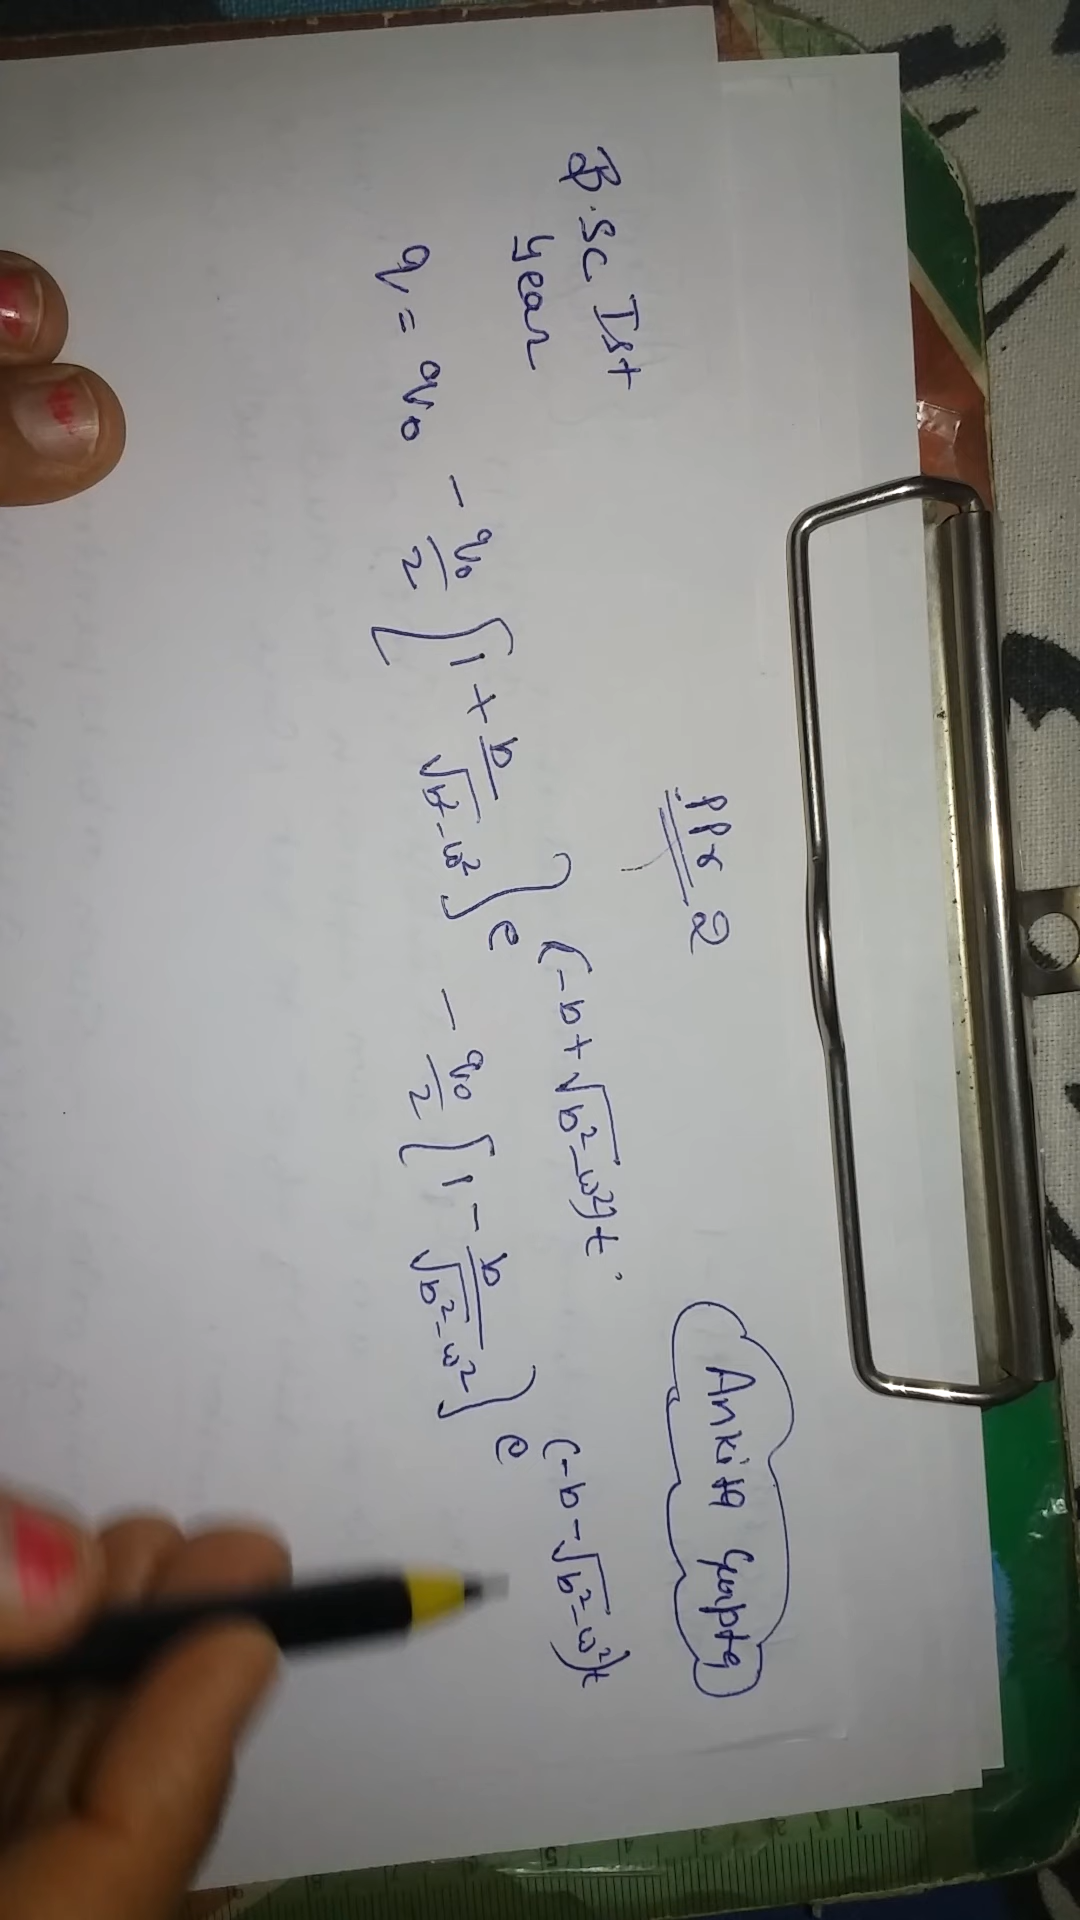 PPr 2
Ankita Gupta
B.Sc Ist
year
q = q₀ - q₀/2 [1 + b/√(b²-ω²)] e^(-b+√(b²-ω²))t - q₀/2 [1 - b/√(b²-ω²)] e^(-b-√(b²-ω²))t